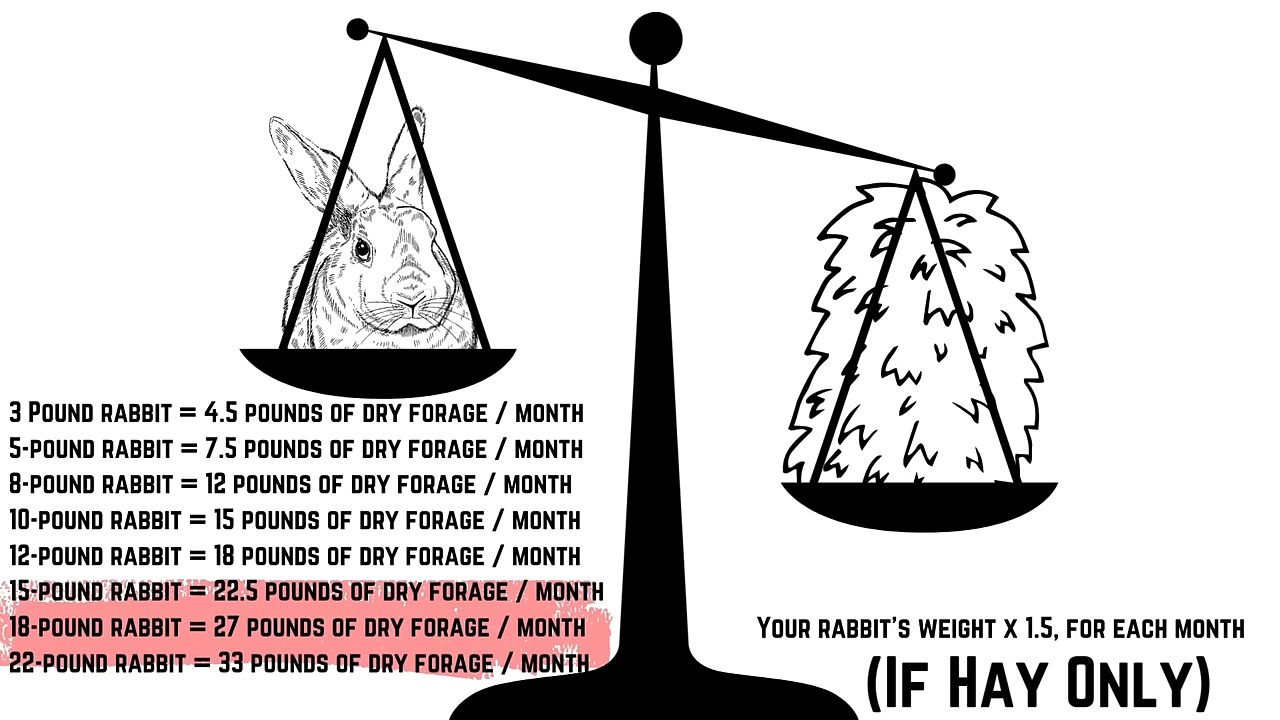 3 Pound rabbit = 4.5 pounds of dry forage / month
5-pound rabbit = 7.5 pounds of dry forage / month
8-pound rabbit = 12 pounds of dry forage / month
10-pound rabbit = 15 pounds of dry forage / month
12-pound rabbit = 18 pounds of dry forage / month
15-pound rabbit = 22.5 pounds of dry forage / month
18-pound rabbit = 27 pounds of dry forage / month
22-pound rabbit = 33 pounds of dry forage / month
Your rabbit's weight x 1.5, for each month
(If Hay Only)